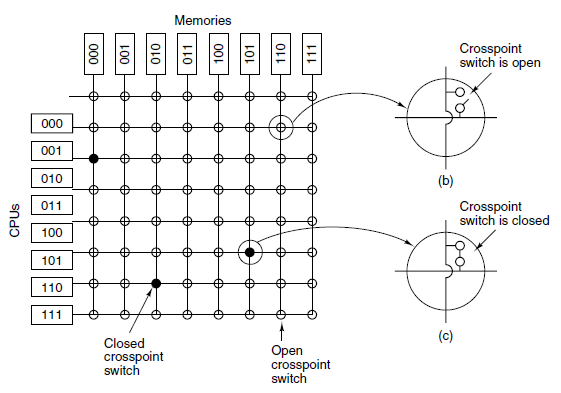 Memories
000
001
010
011
100
101
110
111
CPUs
000
001
010
011
100
101
110
111
Crosspoint
switch is open
(b)
Crosspoint
switch is closed
(c)
Closed
crosspoint
switch
Open
crosspoint
switch